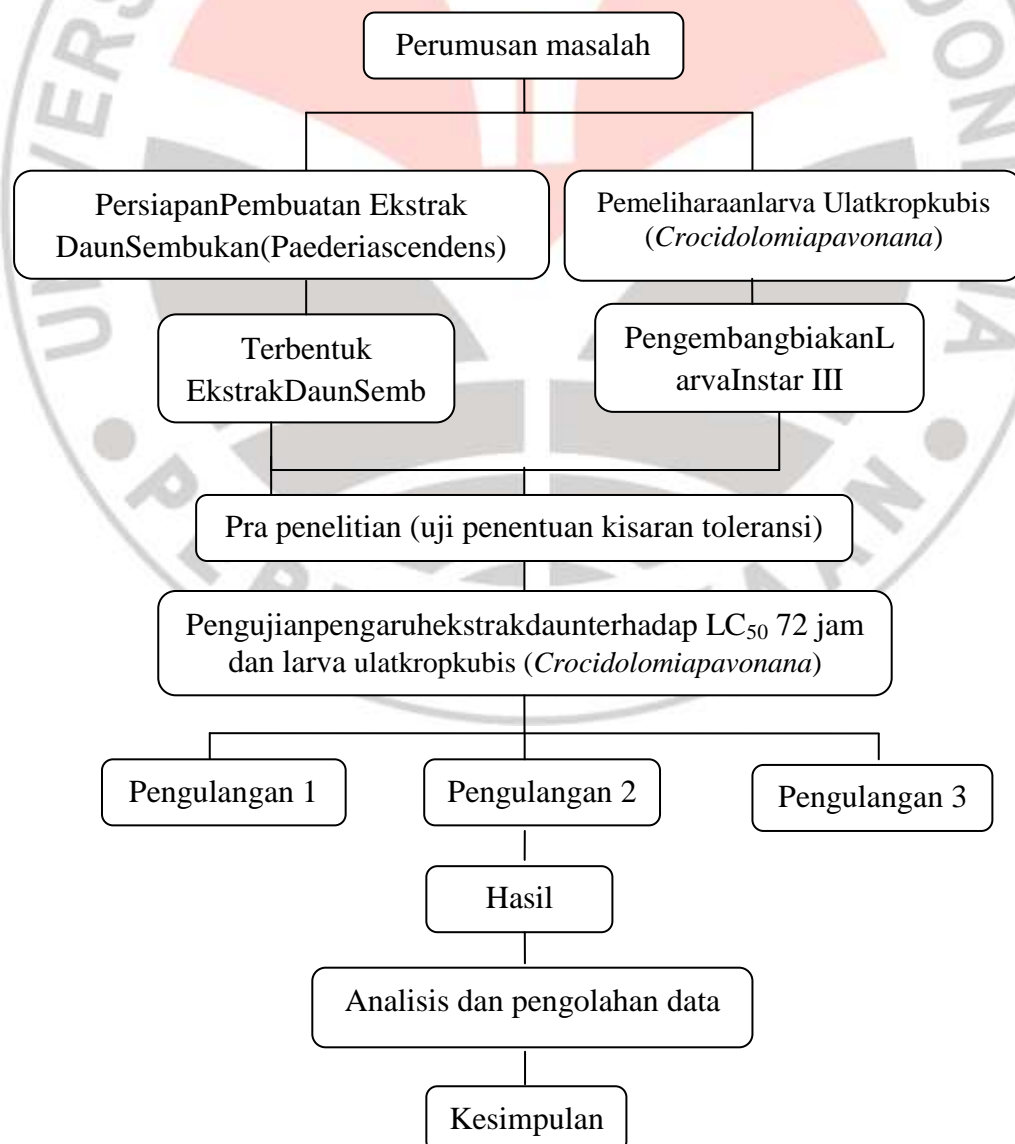 Perumusan masalah
PersiapanPembuatan Ekstrak
DaunSembukan(Paederiascendens)
Pemeliharaanlarva Ulatkropkubis
(Crocidolomiapavonana)
Terbentuk
EkstrakDaunSemb
PengembangbiakanL
arvaInstar III
Pra penelitian (uji penentuan kisaran toleransi)
Pengujianpengaruhekstrakdaunterhadap LC50 72 jam
dan larva ulatkropkubis (Crocidolomiapavonana)
Pengulangan 1
Pengulangan 2
Pengulangan 3
Hasil
Analisis dan pengolahan data
Kesimpulan